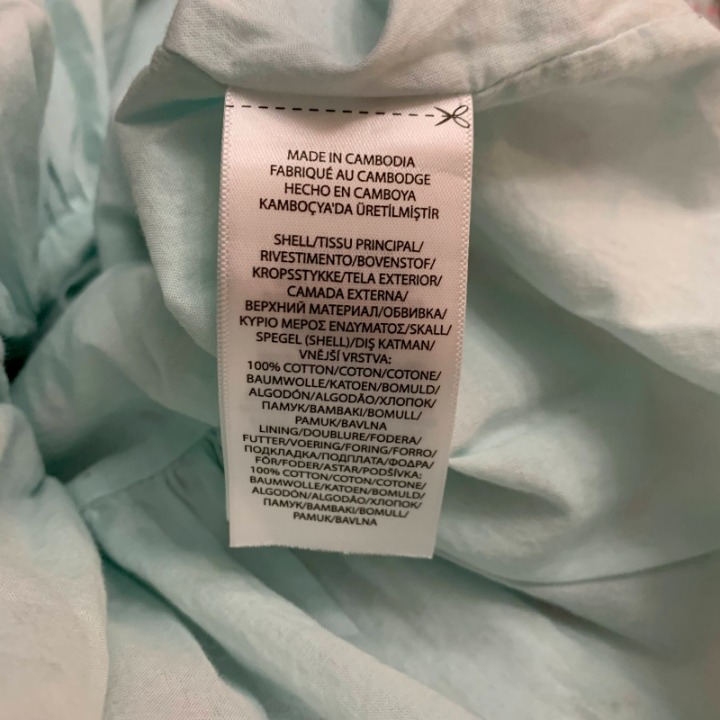 MADE IN CAMBODIA
FABRIQUÉ AU CAMBODGE
HECHO EN CAMBOYA
KAMBOÇYA'DA ÜRETİLMİŞTİR
SHELL/TISSU PRINCIPAL/
RIVESTIMENTO/BOVENSTOF/
KROPSSTYKKE/TELA EXTERIOR/
CAMADA EXTERNA/
ВЕРХНИЙ МАТЕРИАЛ/ОБВИВКА/
ΚΥΡΙΟ ΜΕΡΟΣ ΕΝΔΥΜΑΤΟΣ/SKALL/
SPEGEL (SHELL)/DIŞ KATMAN/
VNĚJŠÍ VRSTVA:
100% COTTON/COTON/COTONE/
BAUMWOLLE/KATOEN/BOMULD/
ALGODÓN/ALGODÃO/ХЛОПОК/
ПАМУК/ΒΑΜΒΑΚΙ/BOMULL/
PAMUK/BAVLNA
LINING/DOUBLURE/FODERA/
FUTTER/VOERING/FORING/FORRO/
ПОДКЛАДКА/ПОДПЛАТА/ΦΟΔΡΑ/
FÖR/FODER/ASTAR/PODŠÍVKA:
100% COTTON/COTON/COTONE/
BAUMWOLLE/KATOEN/BOMULD/
ALGODÓN/ALGODÃO/ХЛОПОК/
ПАМУК/ΒΑΜΒΑΚΙ/BOMULL/
PAMUK/BAVLNA